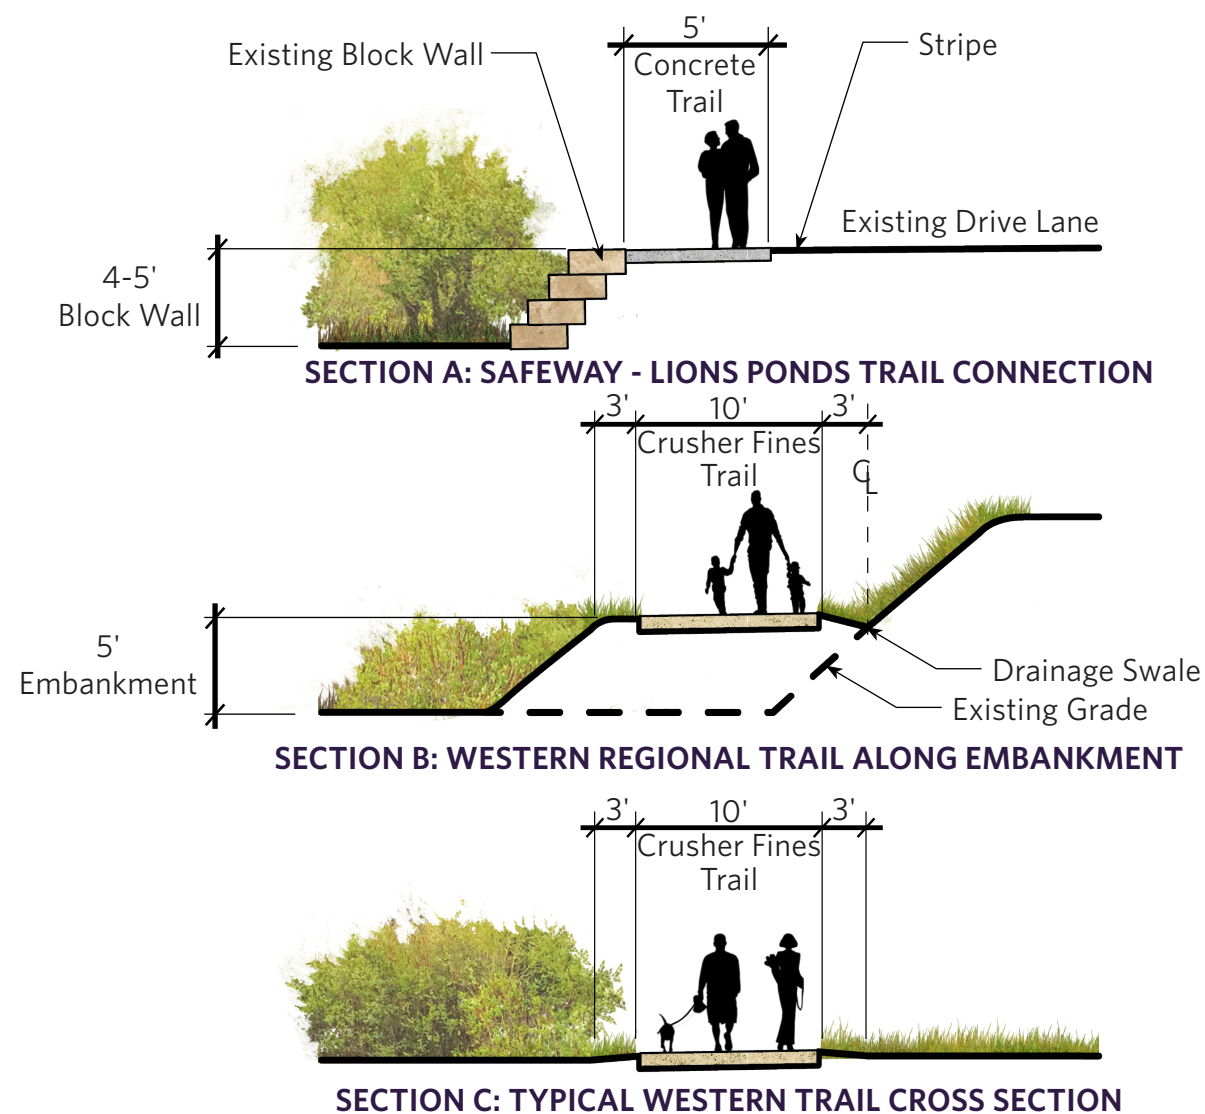 5'
Existing Block Wall
Stripe
Concrete
Trail
Existing Drive Lane
4-5'
Block Wall
SECTION A: SAFEWAY - LIONS PONDS TRAIL CONNECTION
3' 10' 3'
Crusher Fines
Trail
CL
5'
Embankment
Drainage Swale
Existing Grade
SECTION B: WESTERN REGIONAL TRAIL ALONG EMBANKMENT
3' 10' 3'
Crusher Fines
Trail
SECTION C: TYPICAL WESTERN TRAIL CROSS SECTION